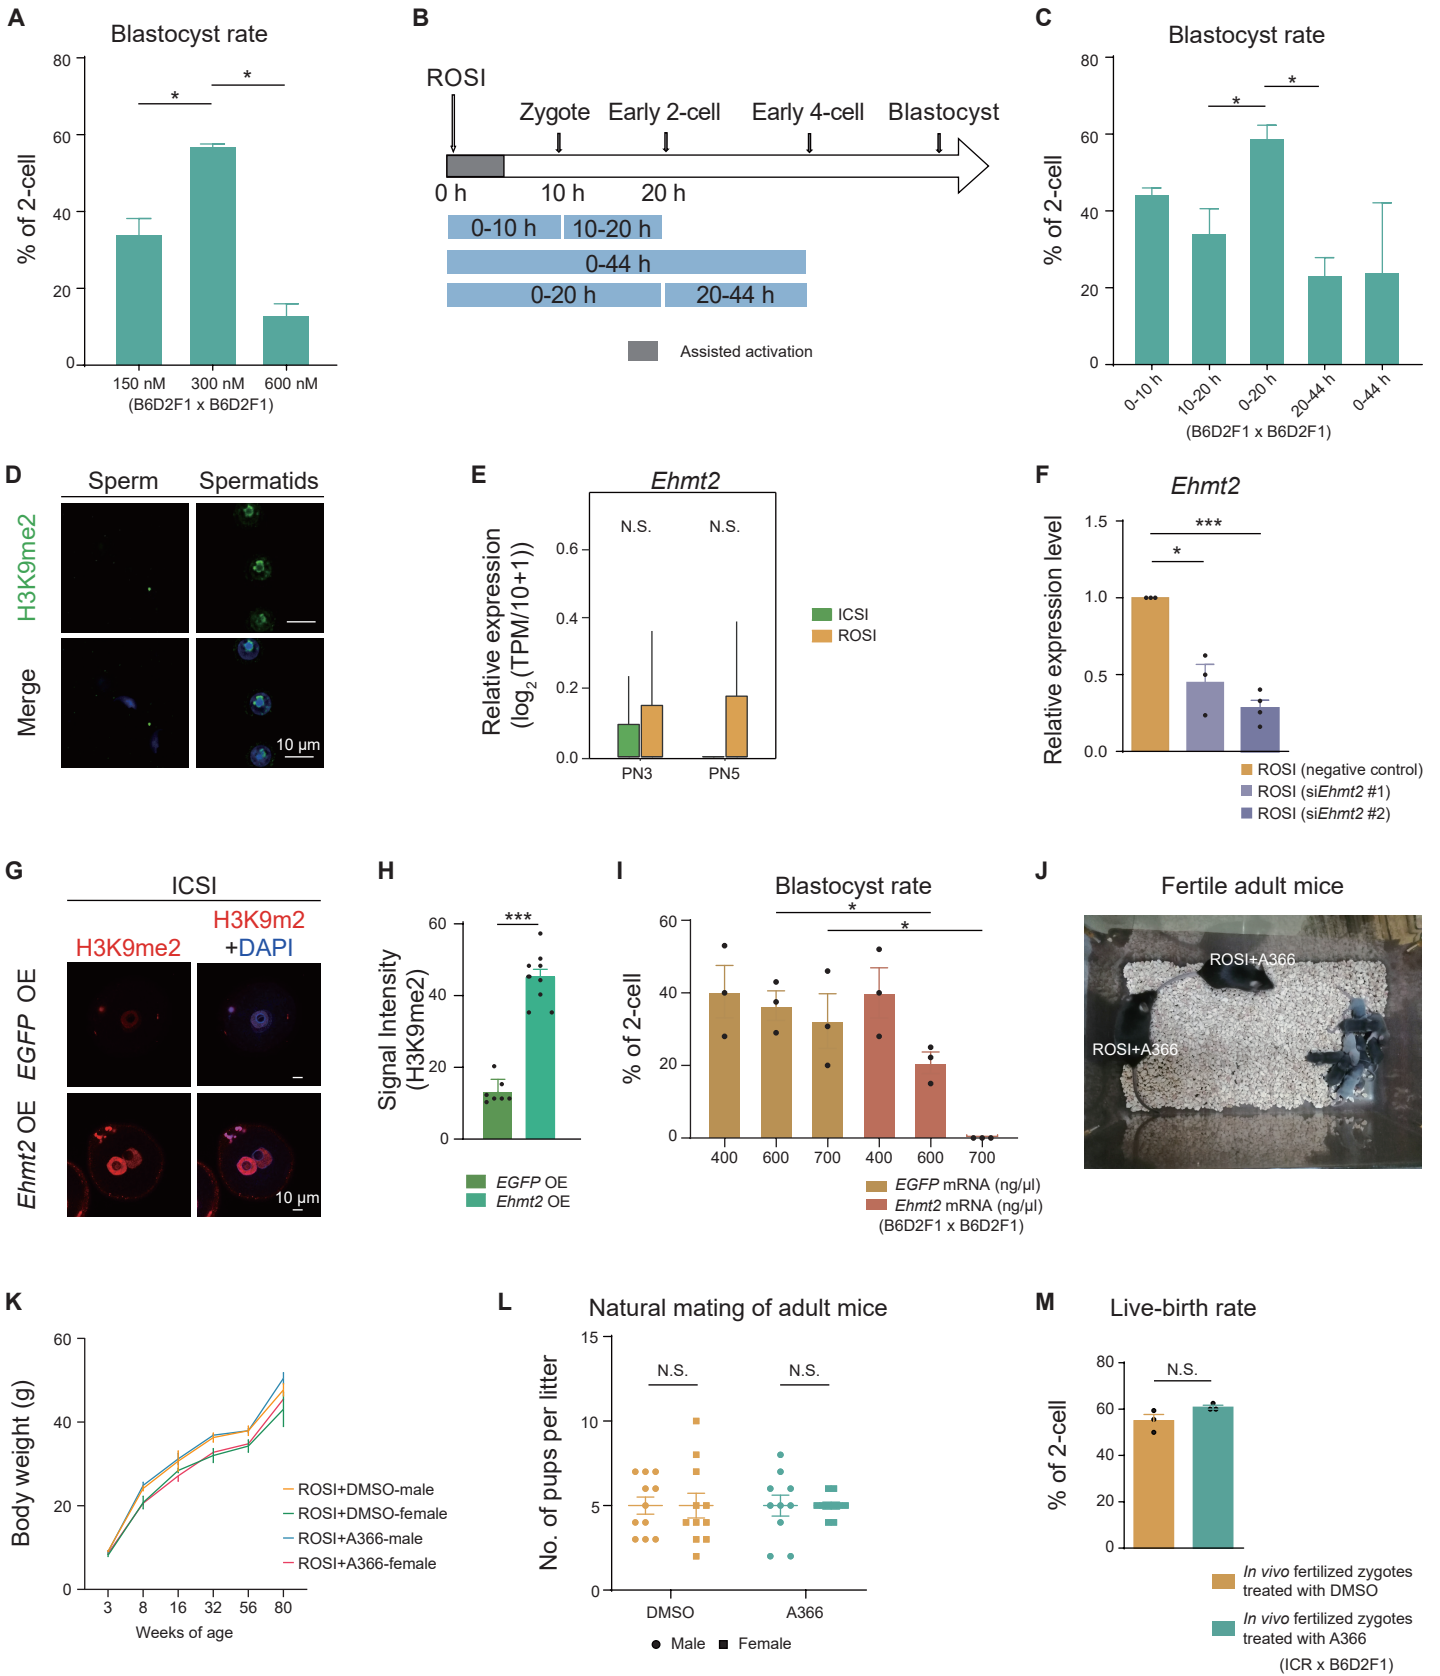 A
Blastocyst rate
% of 2-cell
80
60
40
20
0
*
*
150 nM
300 nM
600 nM
(B6D2F1 x B6D2F1)
B
ROSI
Zygote
Early 2-cell
Early 4-cell
Blastocyst
0 h
10 h
20 h
0-10 h
10-20 h
0-44 h
0-20 h
20-44 h
Assisted activation
C
Blastocyst rate
% of 2-cell
80
60
40
20
0
*
*
0-10 h
10-20 h
0-20 h
20-44 h
0-44 h
(B6D2F1 x B6D2F1)
D
Sperm
Spermatids
H3K9me2
Merge
10 µm
E
Ehmt2
Relative expression
(log2(TPM/10+1))
N.S.
N.S.
0.6
0.4
0.2
0.0
PN3
PN5
ICSI
ROSI
F
Ehmt2
Relative expression level
1.5
1.0
0.5
0.0
***
*
ROSI (negative control)
ROSI (siEhmt2 #1)
ROSI (siEhmt2 #2)
G
ICSI
H3K9me2
H3K9m2
+DAPI
EGFP OE
Ehmt2 OE
10 µm
H
Signal Intensity
(H3K9me2)
60
40
20
0
***
EGFP OE
Ehmt2 OE
I
Blastocyst rate
% of 2-cell
60
40
20
0
*
*
400
600
700
400
600
700
EGFP mRNA (ng/µl)
Ehmt2 mRNA (ng/µl)
(B6D2F1 x B6D2F1)
J
Fertile adult mice
ROSI+A366
ROSI+A366
K
Body weight (g)
60
40
20
0
3
8
16
32
56
80
Weeks of age
ROSI+DMSO-male
ROSI+DMSO-female
ROSI+A366-male
ROSI+A366-female
L
Natural mating of adult mice
No. of pups per litter
15
10
5
0
N.S.
N.S.
DMSO
A366
Male
Female
M
Live-birth rate
% of 2-cell
80
60
40
20
0
N.S.
In vivo fertilized zygotes
treated with DMSO
In vivo fertilized zygotes
treated with A366
(ICR x B6D2F1)